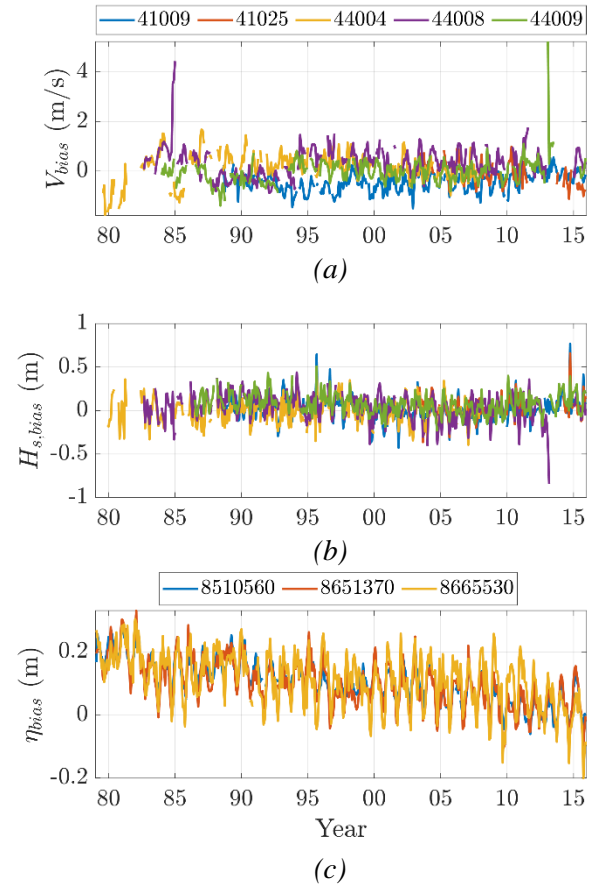 41009 41025 44004 44008 44009
4
2
0
V_bias (m/s)
80 85 90 95 00 05 10 15
(a)
1
0.5
0
-0.5
-1
H_s,bias (m)
80 85 90 95 00 05 10 15
(b)
8510560 8651370 8665530
0.2
0
-0.2
η_bias (m)
80 85 90 95 00 05 10 15
Year
(c)